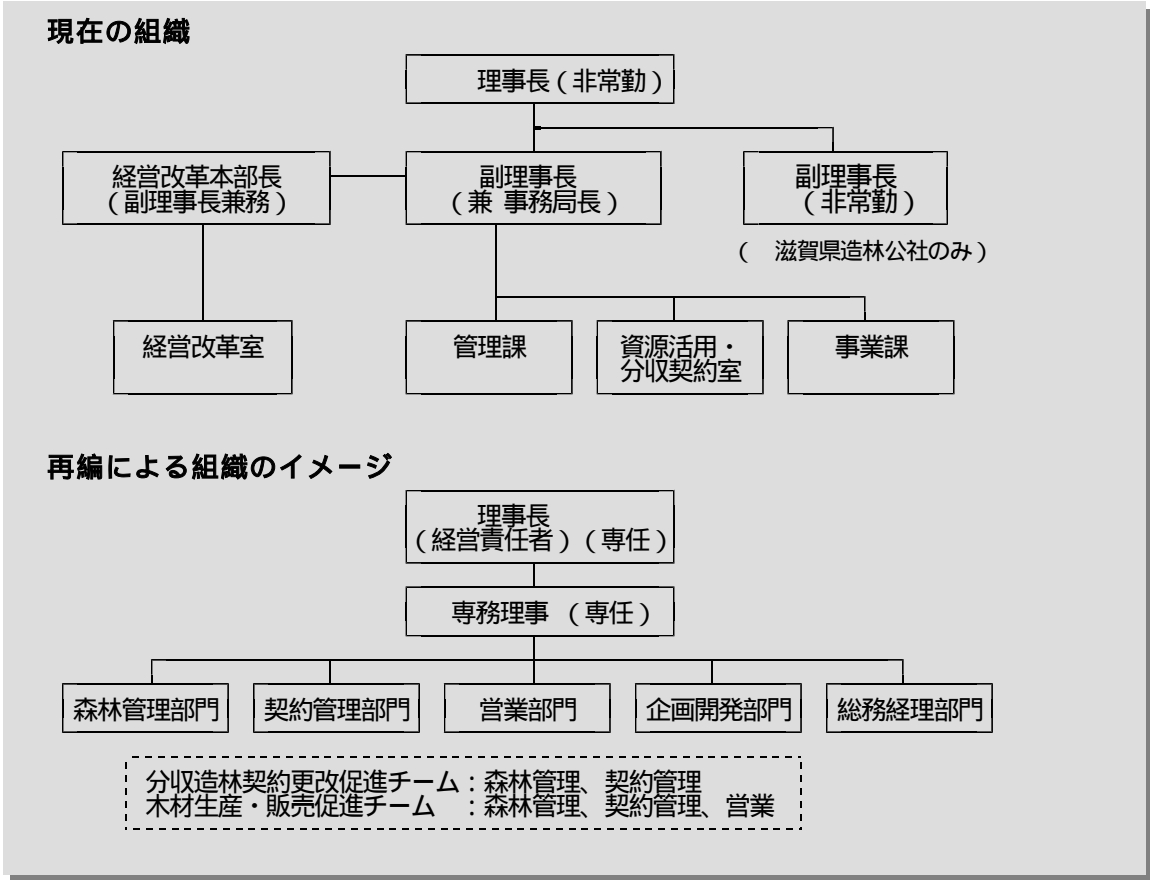 現在の組織
理事長(非常勤)
経営改革本部長
(副理事長兼務)
副理事長
(兼 事務局長)
副理事長
(非常勤)
( 滋賀県造林公社のみ)
経営改革室
管理課
資源活用・
分収契約室
事業課
再編による組織のイメージ
理事長
(経営責任者)(専任)
専務理事 (専任)
森林管理部門
契約管理部門
営業部門
企画開発部門
総務経理部門
分収造林契約更改促進チーム:森林管理、契約管理
木材生産・販売促進チーム :森林管理、契約管理、営業